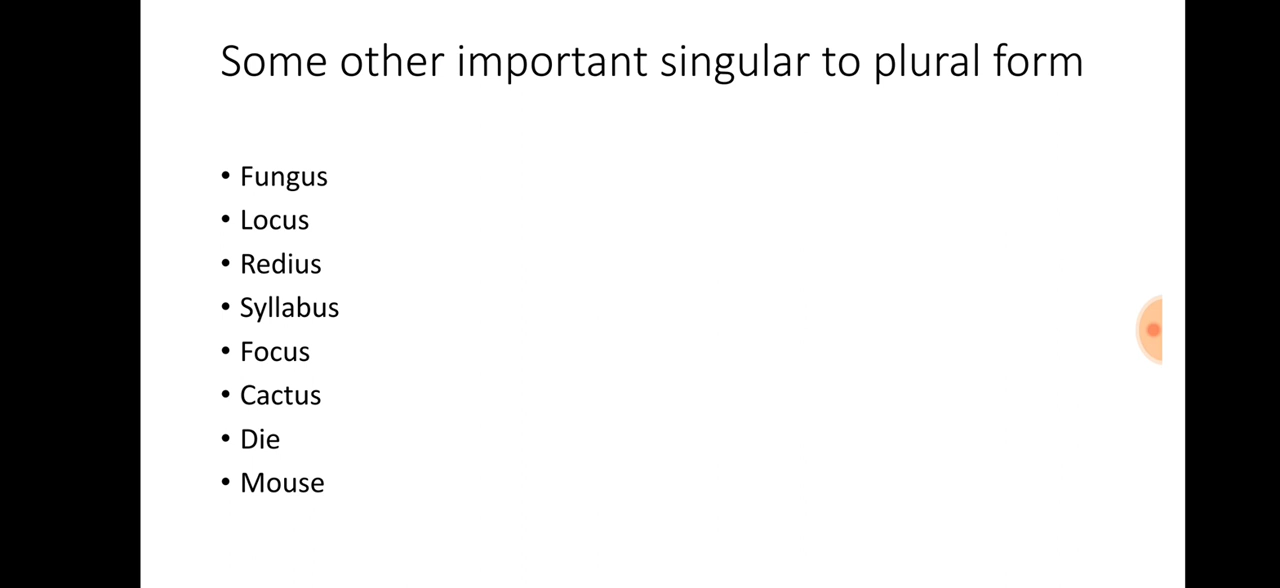 Some other important singular to plural form
• Fungus
• Locus
• Redius
• Syllabus
• Focus
• Cactus
• Die
• Mouse